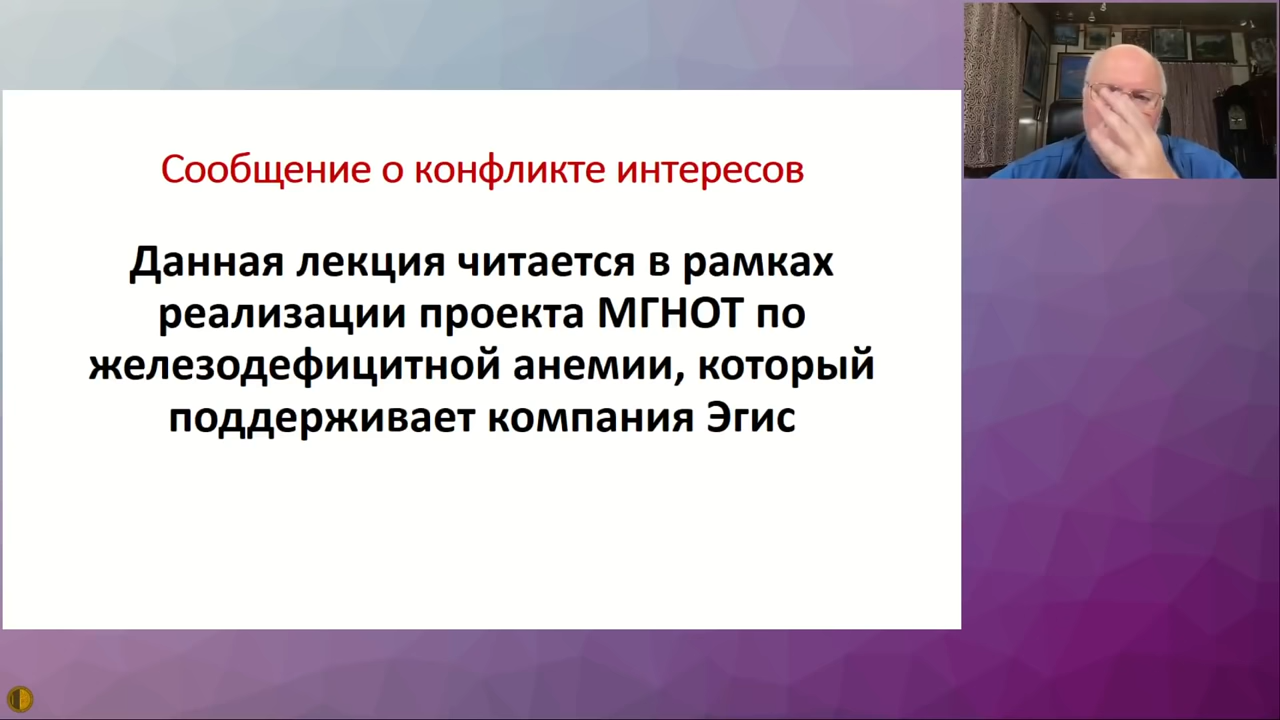 Сообщение о конфликте интересов
Данная лекция читается в рамках
реализации проекта МГНОТ по
железодефицитной анемии, который
поддерживает компания Эгис